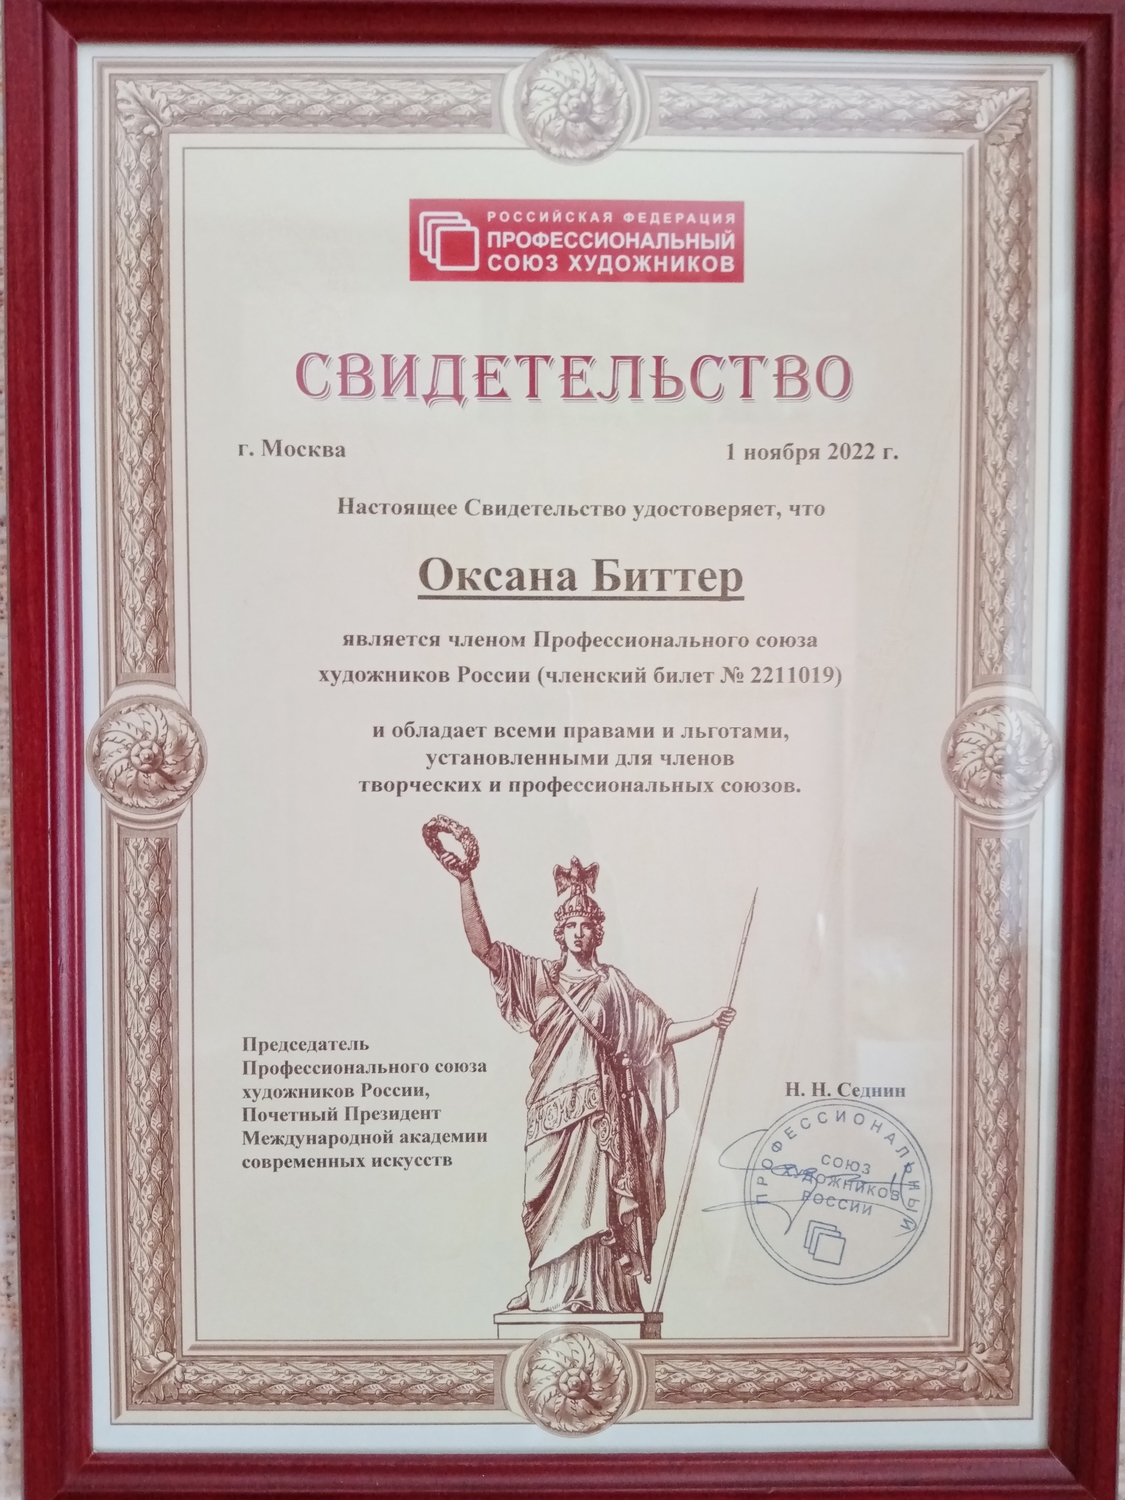 РОССИЙСКАЯ ФЕДЕРАЦИЯ
ПРОФЕССИОНАЛЬНЫЙ
СОЮЗ ХУДОЖНИКОВ
СВИДЕТЕЛЬСТВО
г. Москва 1 ноября 2022 г.
Настоящее Свидетельство удостоверяет, что
Оксана Биттер
является членом Профессионального союза
художников России (членский билет № 2211019)
и обладает всеми правами и льготами,
установленными для членов
творческих и профессиональных союзов.
Председатель
Профессионального союза
художников России,
Почетный Президент
Международной академии
современных искусств
Н. Н. Седнин
ПРОФЕССИОНАЛЬНЫЙ
СОЮЗ
ХУДОЖНИКОВ
РОССИИ